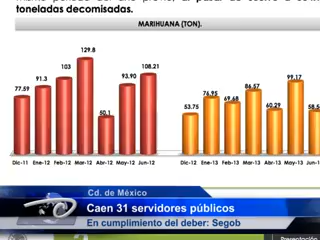 toneladas decomisadas.
MARIHUANA (TON).
129.8
108.21
103
99.17
91.3
93.90
86.57
77.59
76.95
69.68
60.29
53.75
50.1
Dic-11 Ene-12 Feb-12 Mar-12 Abr-12 May-12 Jun-12 Dic-12 Ene-13 Feb-13 Mar-13 Abr-13 May-13
Cd. de México
Caen 31 servidores públicos
En cumplimiento del deber: Segob
Presentación